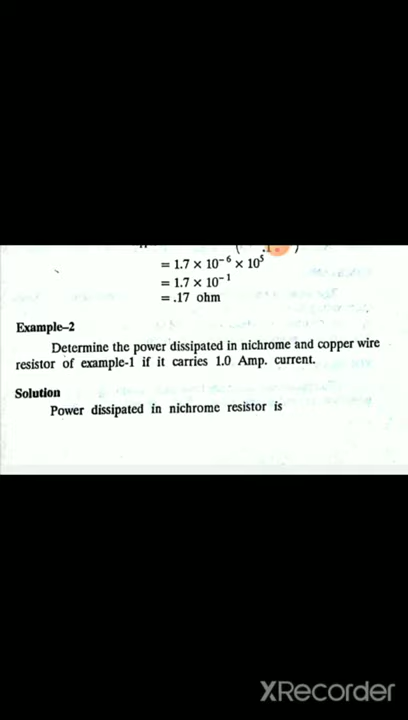 = 1.7 × 10⁻⁶ × 10⁵
= 1.7 × 10⁻¹
= .17 ohm
Example–2
Determine the power dissipated in nichrome and copper wire
resistor of example-1 if it carries 1.0 Amp. current.
Solution
Power dissipated in nichrome resistor is
XRecorder